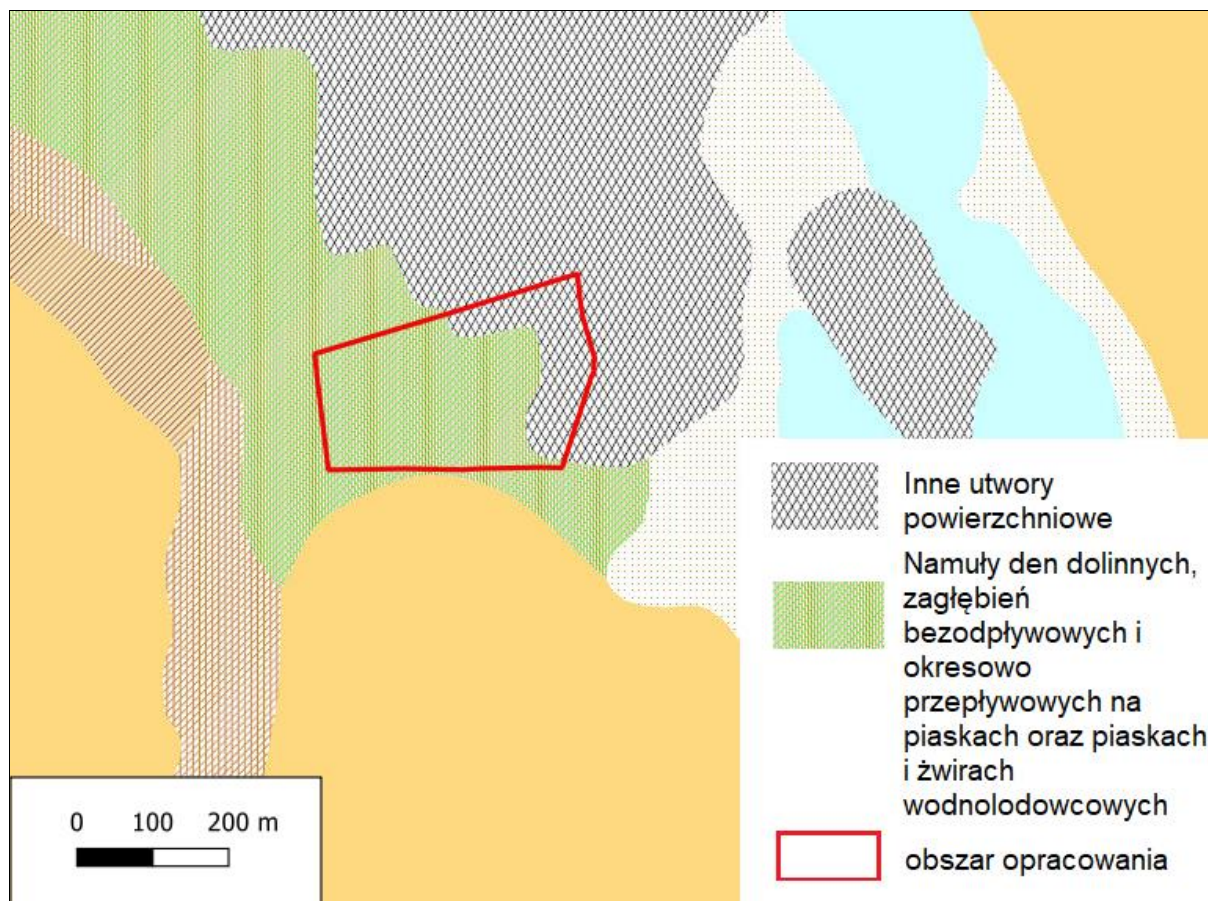 Inne utwory
powierzchniowe
Namuły den dolinnych,
zagłębień
bezodpływowych i
okresowo
przepływowych na
piaskach oraz piaskach
i żwirach
wodnolodowcowych
obszar opracowania
0 100 200 m